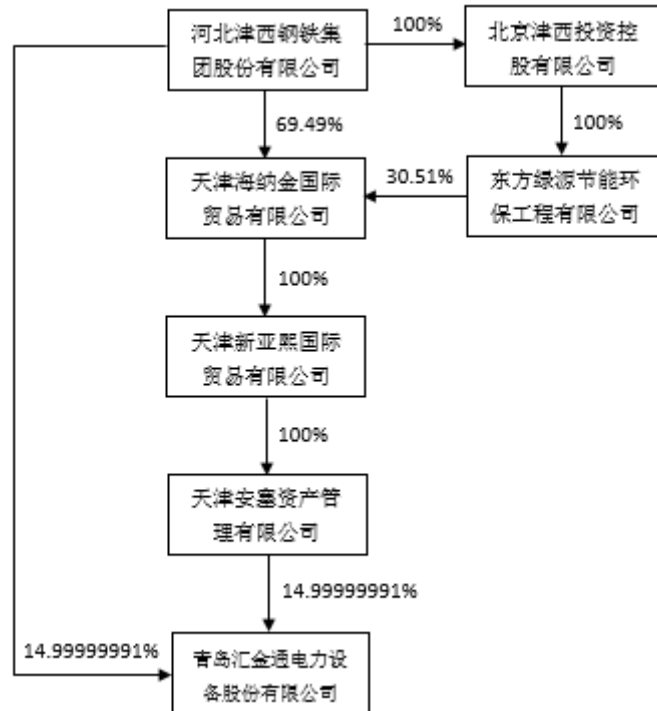 河北津西钢铁集
团股份有限公司
100%
北京津西投资控
股有限公司
69.49%
100%
天津海纳金国际
贸易有限公司
30.51%
东方绿源节能环
保工程有限公司
100%
天津新亚熙国际
贸易有限公司
100%
天津安塞资产管
理有限公司
14.99999991%
14.99999991%
青岛汇金通电力设
备股份有限公司